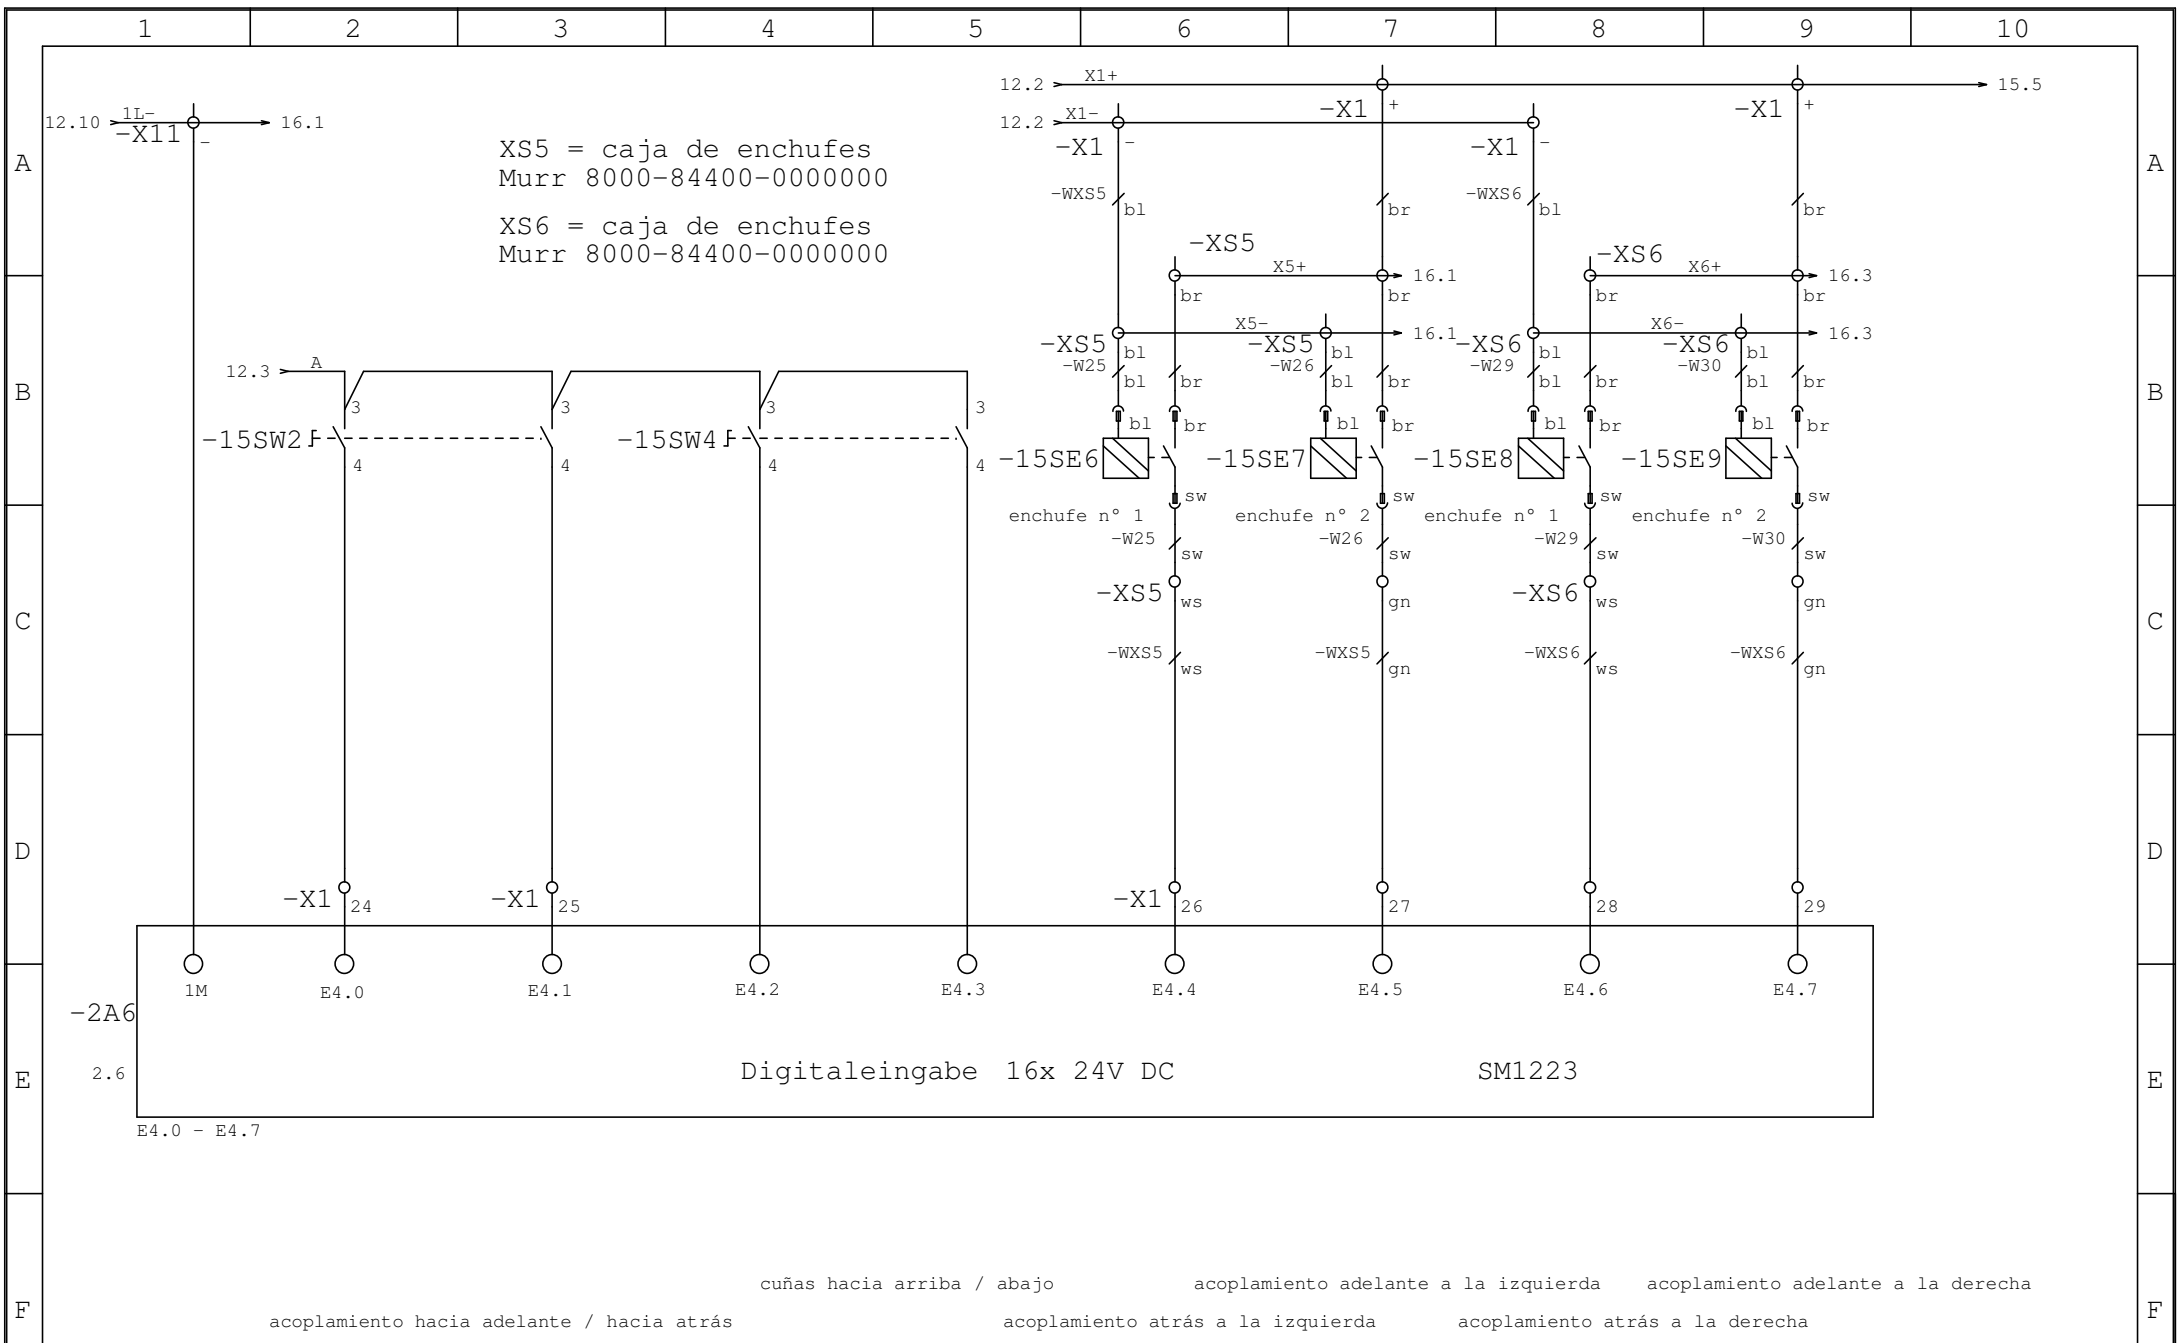 1 2 3 4 5 6 7 8 9 10
12.2 X1+ 15.5
-X1 + -X1 +
12.10 1L- 16.1 12.2 X1-
-X11 -
-X1 - -X1 -
XS5 = caja de enchufes
Murr 8000-84400-0000000
A A
-WXS5 bl br -WXS6 bl br
XS6 = caja de enchufes
Murr 8000-84400-0000000
-XS5 -XS6
X5+ 16.1 X6+ 16.3
br br br br
X5- 16.1 X6- 16.3
-XS5 bl -XS5 bl -XS6 bl -XS6 bl
12.3 A
-W25 bl br -W26 bl br -W29 bl br -W30 bl br
B B
3 3 3 3
bl br bl br bl br bl br
-15SW2 -15SW4
-15SE6 -15SE7 -15SE8 -15SE9
4 4 4 4
sw sw sw sw
enchufe n° 1 enchufe n° 2 enchufe n° 1 enchufe n° 2
-W25 sw -W26 sw -W29 sw -W30 sw
-XS5 ws gn -XS6 ws gn
C C
-WXS5 ws -WXS5 gn -WXS6 ws -WXS6 gn
D D
-X1 24 -X1 25 -X1 26 27 28 29
1M E4.0 E4.1 E4.2 E4.3 E4.4 E4.5 E4.6 E4.7
-2A6
E 2.6 Digitaleingabe 16x 24V DC SM1223 E
E4.0 - E4.7
cuñas hacia arriba / abajo acoplamiento adelante a la izquierda acoplamiento adelante a la derecha
F F
acoplamiento hacia adelante / hacia atrás acoplamiento atrás a la izquierda acoplamiento atrás a la derecha